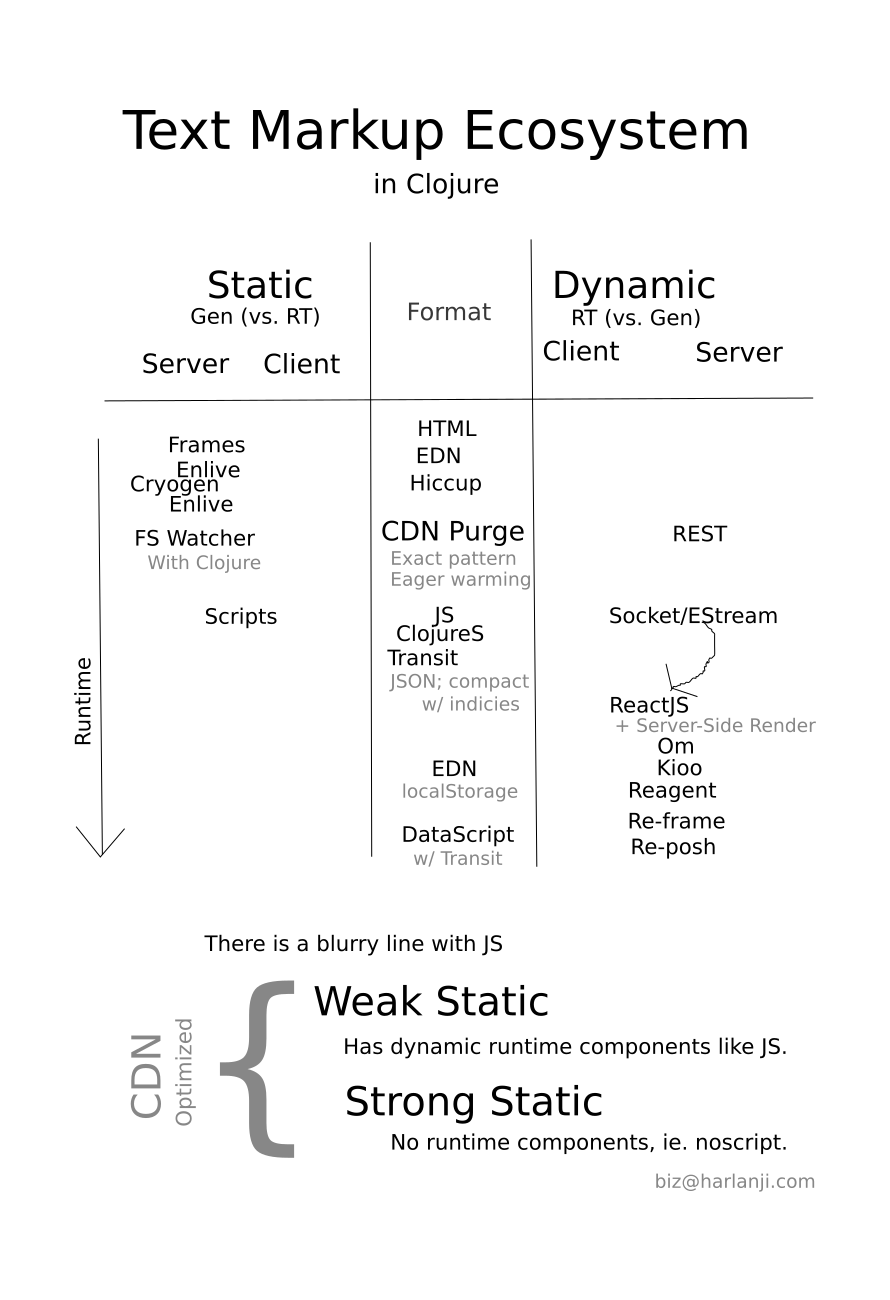 Text Markup Ecosystem
in Clojure
Static
Gen (vs. RT)
Server Client
Format
Dynamic
RT (vs. Gen)
Client Server
Runtime
Frames
Enlive
Cryogen
Enlive
FS Watcher
With Clojure
Scripts
HTML
EDN
Hiccup
CDN Purge
Exact pattern
Eager warming
JS
ClojureS
Transit
JSON; compact
w/ indicies
EDN
localStorage
DataScript
w/ Transit
REST
Socket/EStream
ReactJS
+ Server-Side Render
Om
Kioo
Reagent
Re-frame
Re-posh
There is a blurry line with JS
CDN
Optimized
{
Weak Static
Has dynamic runtime components like JS.
Strong Static
No runtime components, ie. noscript.
biz@harlanji.com